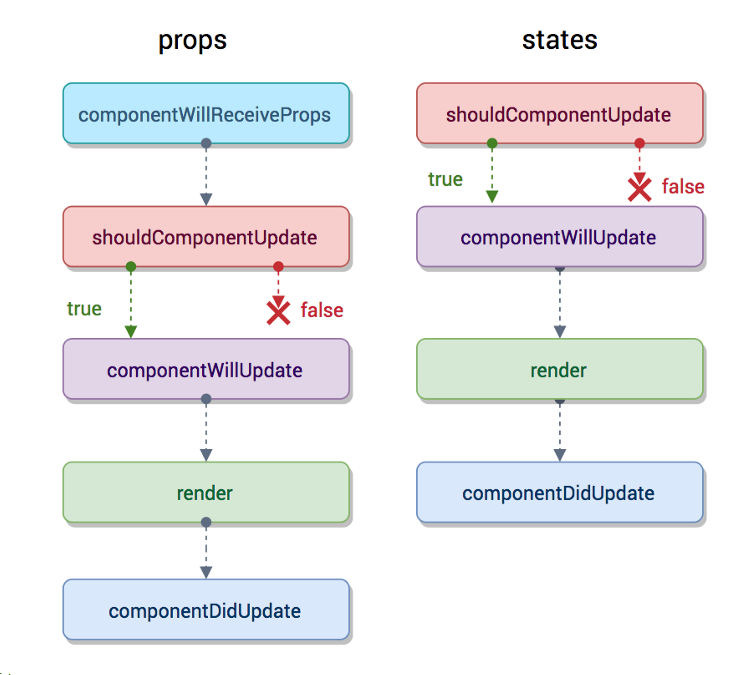 props
componentWillReceiveProps
shouldComponentUpdate
true
false
componentWillUpdate
render
componentDidUpdate
states
shouldComponentUpdate
true
false
componentWillUpdate
render
componentDidUpdate